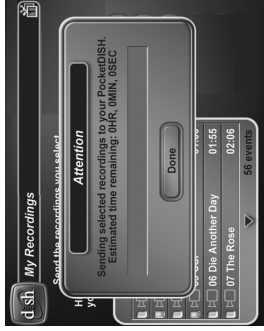 dish My Recordings
Send the recordings you select
Attention
Sending selected recordings to your PocketDISH.
Estimated time remaining: 0HR, 0MIN, 0SEC
Done
06 Die Another Day 01:55
07 The Rose 02:06
56 events